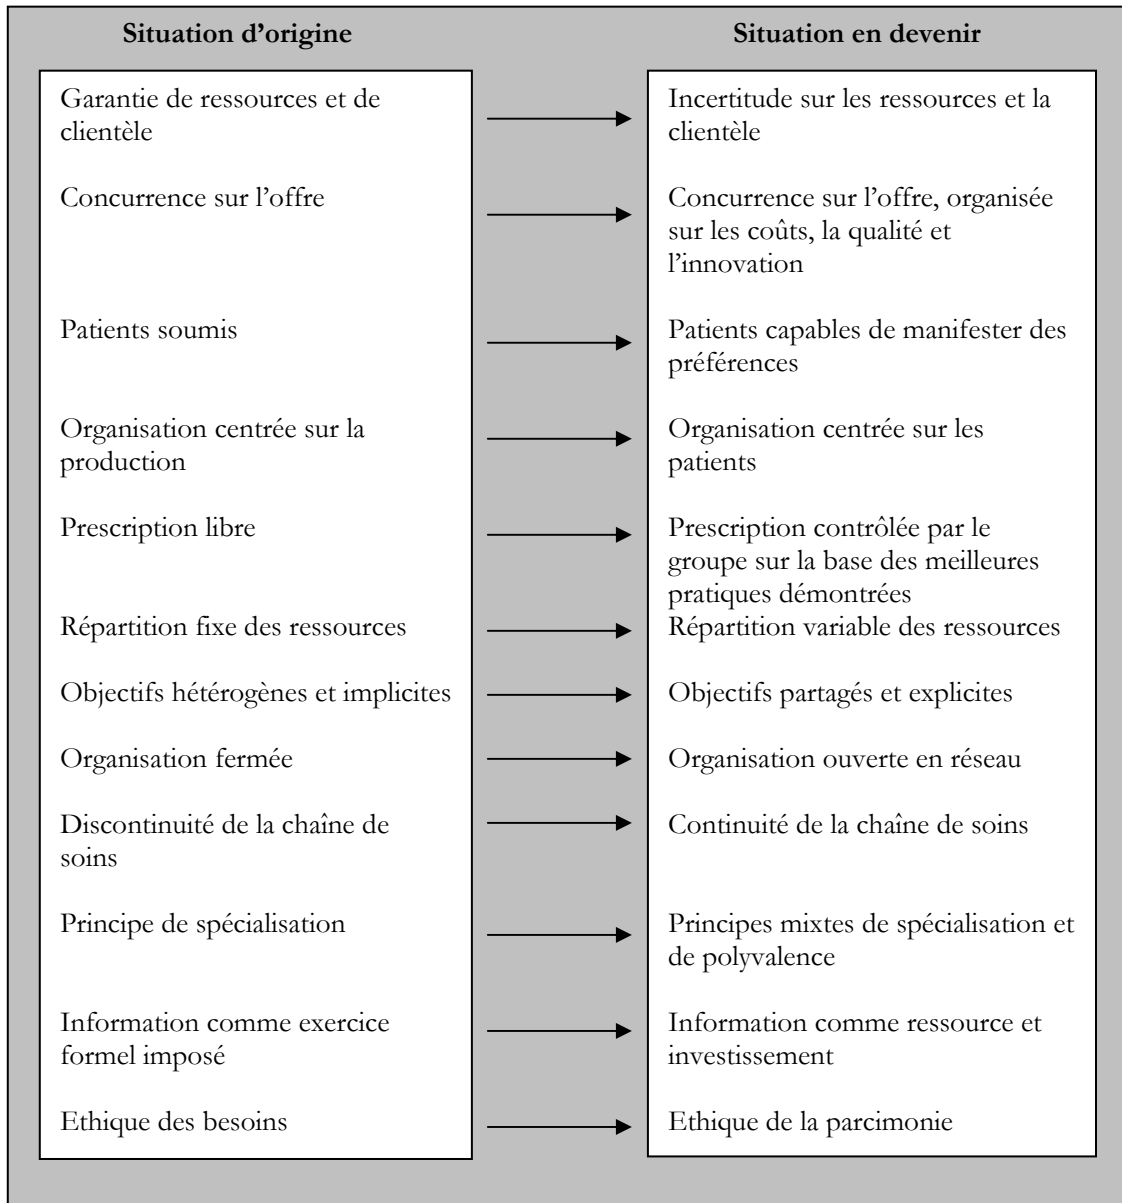 Situation d'origine
Situation en devenir
Garantie de ressources et de
clientèle
Incertitude sur les ressources et la
clientèle
Concurrence sur l’offre
Concurrence sur l’offre, organisée
sur les coûts, la qualité et
l’innovation
Patients soumis
Patients capables de manifester des
préférences
Organisation centrée sur la
production
Organisation centrée sur les
patients
Prescription libre
Prescription contrôlée par le
groupe sur la base des meilleures
pratiques démontrées
Répartition fixe des ressources
Répartition variable des ressources
Objectifs hétérogènes et implicites
Objectifs partagés et explicites
Organisation fermée
Organisation ouverte en réseau
Discontinuité de la chaîne de
soins
Continuité de la chaîne de soins
Principe de spécialisation
Principes mixtes de spécialisation et
de polyvalence
Information comme exercice
formel imposé
Information comme ressource et
investissement
Ethique des besoins
Ethique de la parcimonie